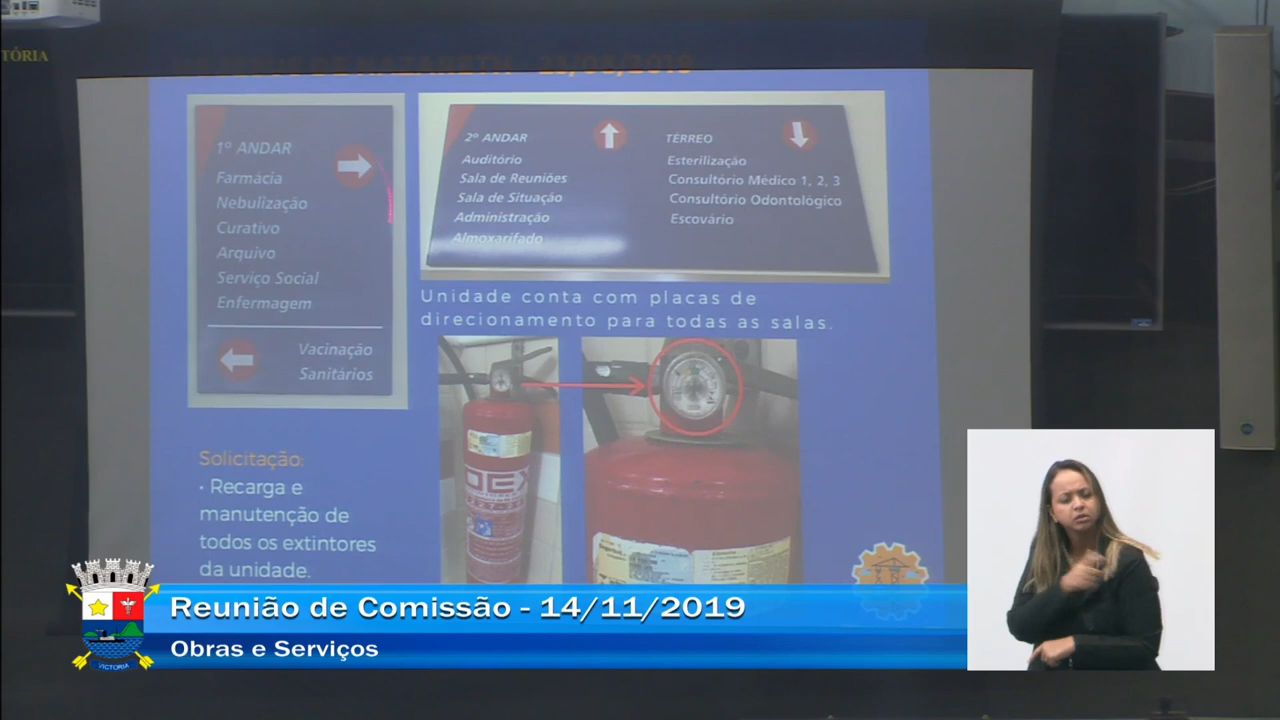 TÓRIA
1º ANDAR
Farmácia
Nebulização
Curativo
Arquivo
Serviço Social
Enfermagem
Vacinação
Sanitários
2º ANDAR
Auditório
Sala de Reuniões
Sala de Situação
Administração
Almoxarifado
TÉRREO
Esterilização
Consultório Médico 1, 2, 3
Consultório Odontológico
Escovário
Unidade conta com placas de
direcionamento para todas as salas.
Solicitação:
· Recarga e
manutenção de
todos os extintores
da unidade.
Reunião de Comissão - 14/11/2019
Obras e Serviços
VICTORIA